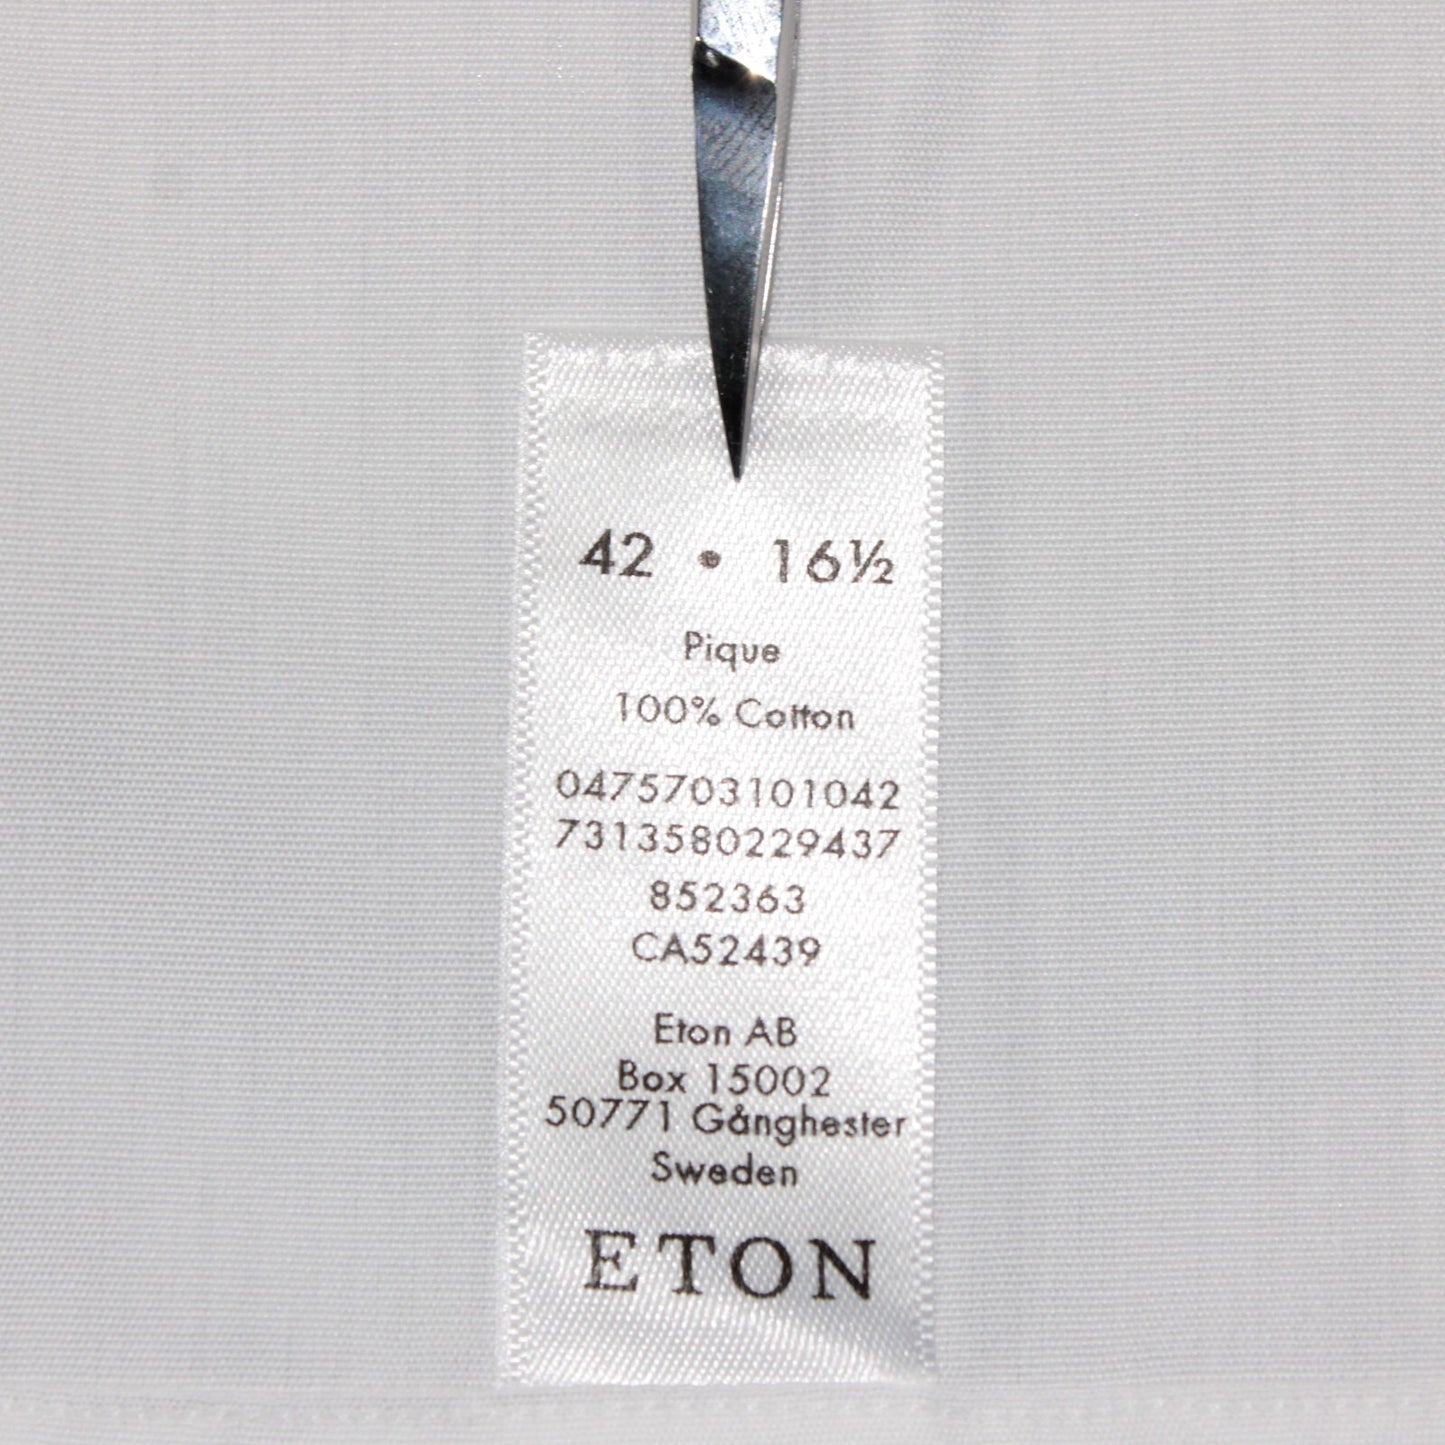 42 • 16½
Pique
100% Cotton
0475703101042
7313580229437
852363
CA52439
Eton AB
Box 15002
50771 Gånghester
Sweden
ETON